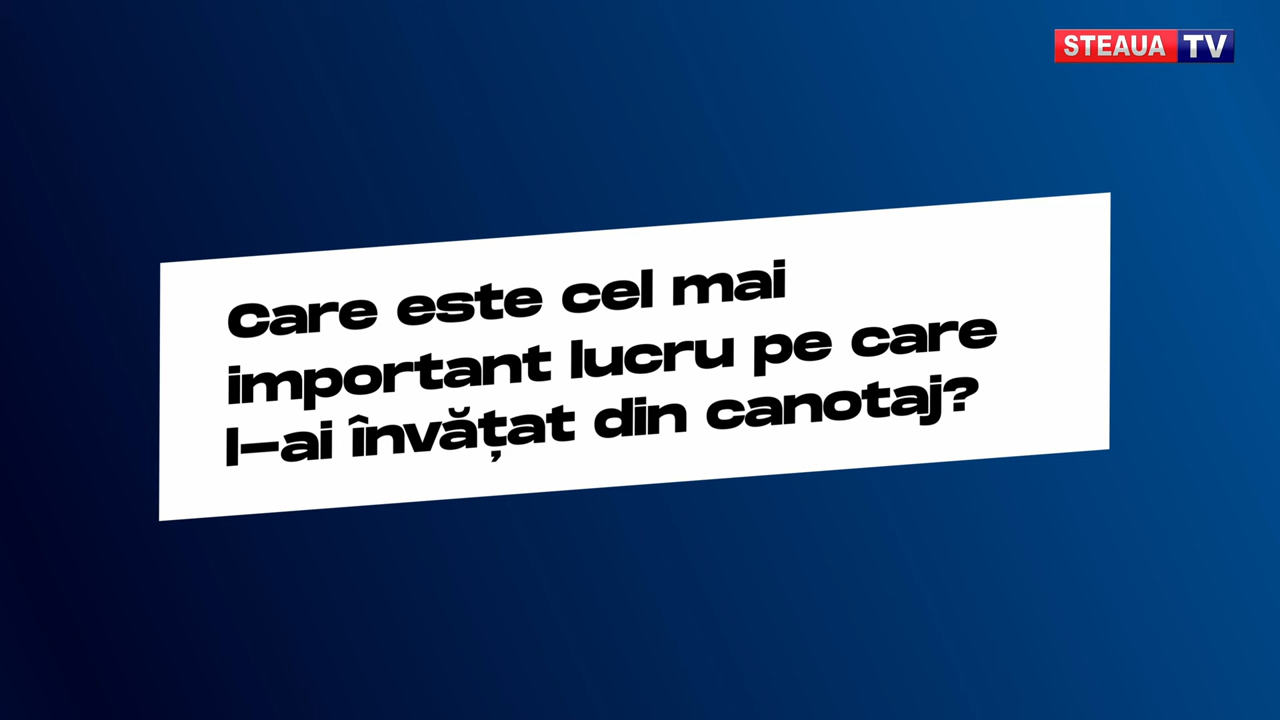 STEAUA TV
Care este cel mai
important lucru pe care
l-ai învățat din canotaj?